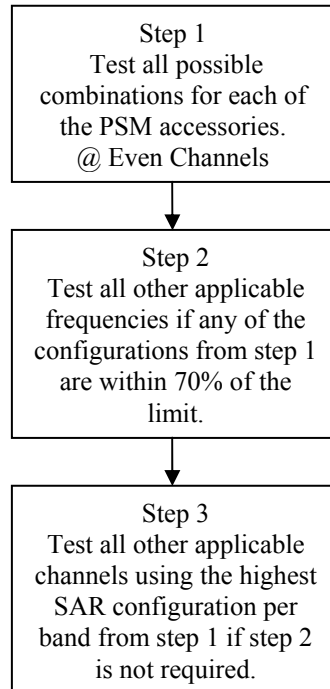 Step 1
Test all possible
combinations for each of
the PSM accessories.
@ Even Channels
Step 2
Test all other applicable
frequencies if any of the
configurations from step 1
are within 70% of the
limit.
Step 3
Test all other applicable
channels using the highest
SAR configuration per
band from step 1 if step 2
is not required.